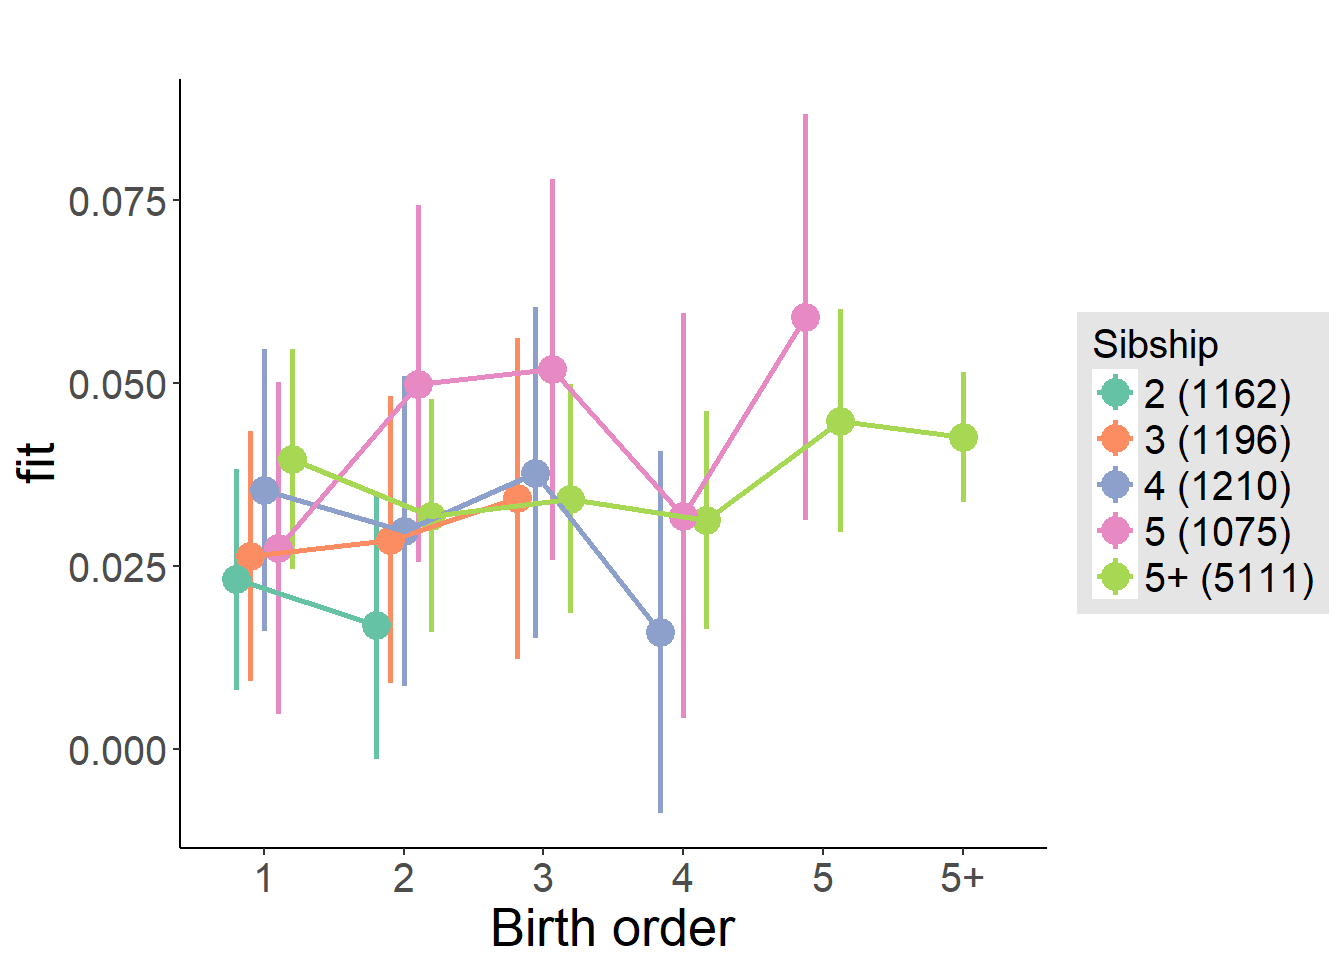 0.075
0.050
0.025
0.000
fit
1 2 3 4 5 5+
Birth order
Sibship
2 (1162)
3 (1196)
4 (1210)
5 (1075)
5+ (5111)